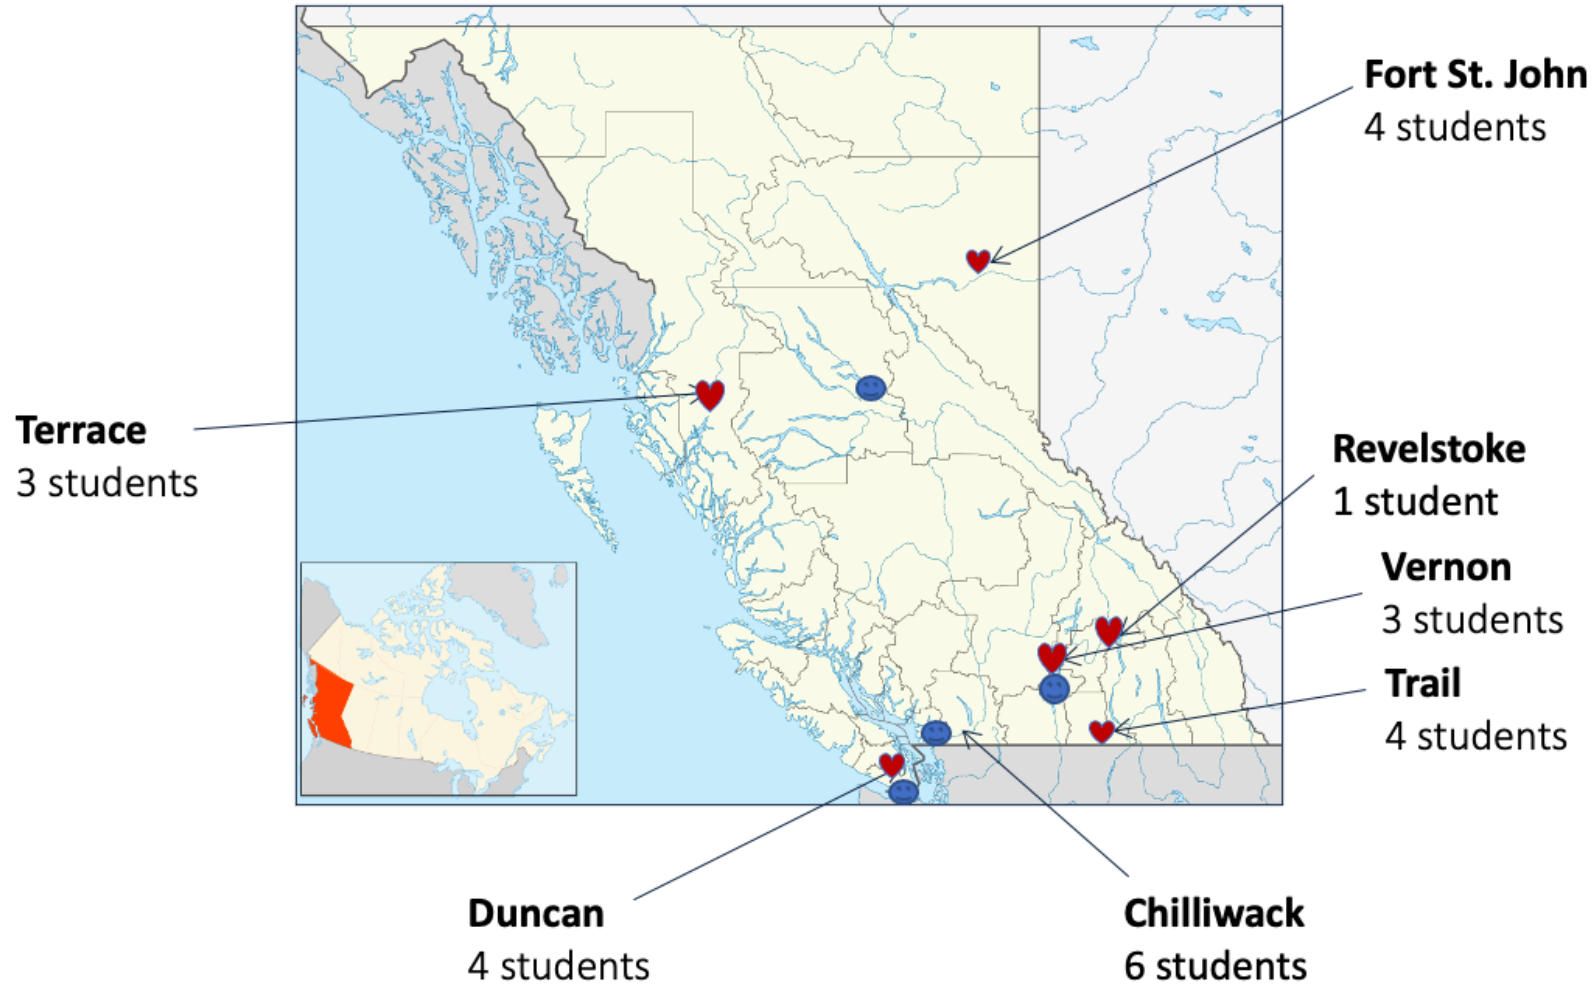 Fort St. John
4 students
Terrace
3 students
Revelstoke
1 student
Vernon
3 students
Trail
4 students
Duncan
4 students
Chilliwack
6 students